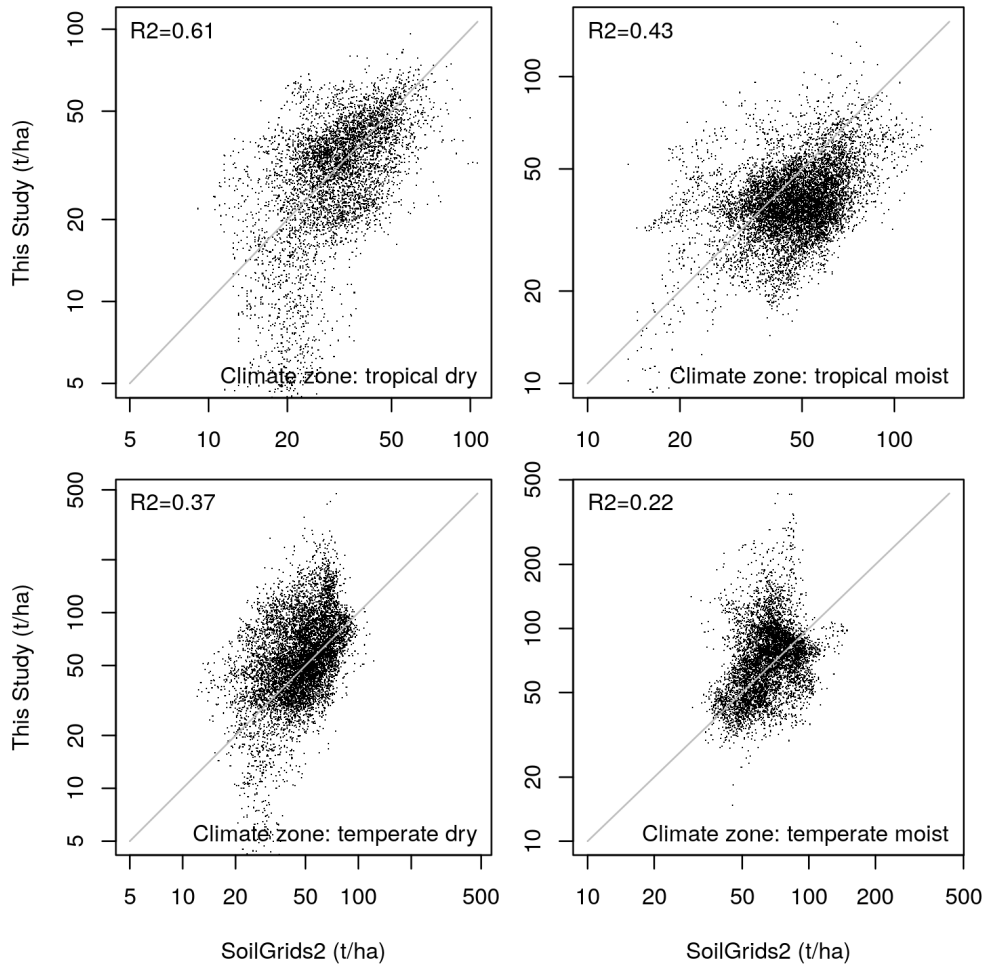 R2=0.61
This Study (t/ha)
100
50
20
10
5
Climate zone: tropical dry
5 10 20 50 100
R2=0.43
100
50
20
10
Climate zone: tropical moist
10 20 50 100
R2=0.37
This Study (t/ha)
500
100
50
20
10
5
Climate zone: temperate dry
5 10 20 50 100 500
SoilGrids2 (t/ha)
R2=0.22
500
200
100
50
20
10
Climate zone: temperate moist
10 20 50 100 200 500
SoilGrids2 (t/ha)